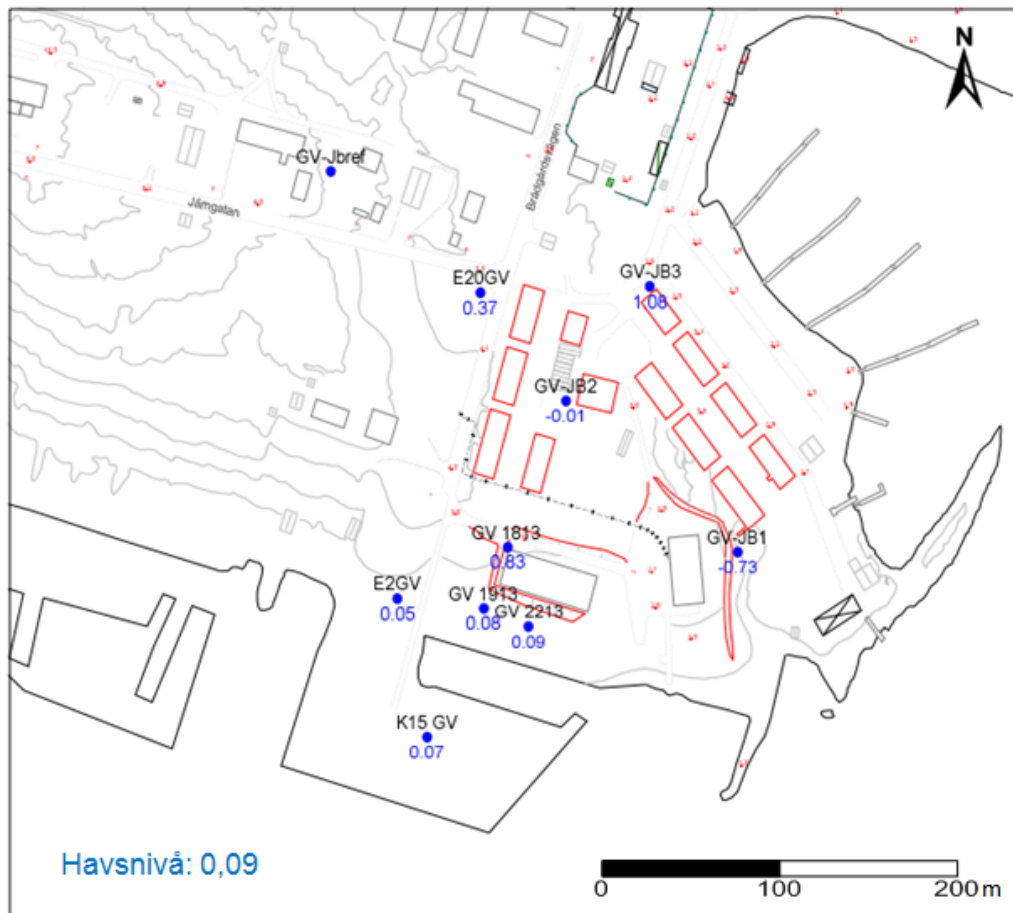 N
Brädgårdsvägen
GV-Jbref
Järngatan
E20GV
0.37
GV-JB3
1.08
GV-JB2
-0.01
GV 1813
0.83
GV-JB1
-0.73
E2GV
0.05
GV 1913
0.08
GV 2213
0.09
K15 GV
0.07
Havsnivå: 0,09
0 100 200 m